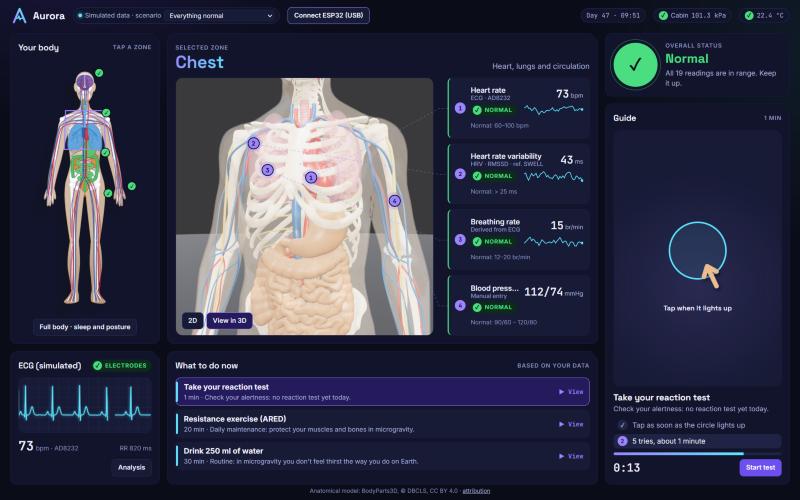 Aurora
Simulated data · scenario
Everything normal
Connect ESP32 (USB)
Day 47 · 09:51
Cabin 101.3 kPa
22.4 °C
Your body
TAP A ZONE
Full body · sleep and posture
SELECTED ZONE
Chest
Heart, lungs and circulation
2
3
1
4
2D
View in 3D
1
Heart rate
73 bpm
ECG · AD8232
NORMAL
Normal: 60–100 bpm
2
Heart rate variability
43 ms
HRV · RMSSD · ref. SWELL
NORMAL
Normal: > 25 ms
3
Breathing rate
15 br/min
Derived from ECG
NORMAL
Normal: 12–20 br/min
4
Blood press...
112/74 mmHg
Manual entry
NORMAL
Normal: 90/60 – 120/80
OVERALL STATUS
Normal
All 19 readings are in range. Keep
it up.
Guide
1 MIN
Tap when it lights up
Take your reaction test
Check your alertness: no reaction test yet today.
Tap as soon as the circle lights up
2
5 tries, about 1 minute
0:13
Start test
ECG (simulated)
ELECTRODES
73 bpm · AD8232
RR 820 ms
Analysis
What to do now
BASED ON YOUR DATA
Take your reaction test
1 min · Check your alertness: no reaction test yet today.
View
Resistance exercise (ARED)
20 min · Daily maintenance: protect your muscles and bones in microgravity.
View
Drink 250 ml of water
30 min · Routine: in microgravity you don't feel thirst the way you do on Earth.
View
Anatomical model: BodyParts3D, © DBCLS, CC BY 4.0 · attribution